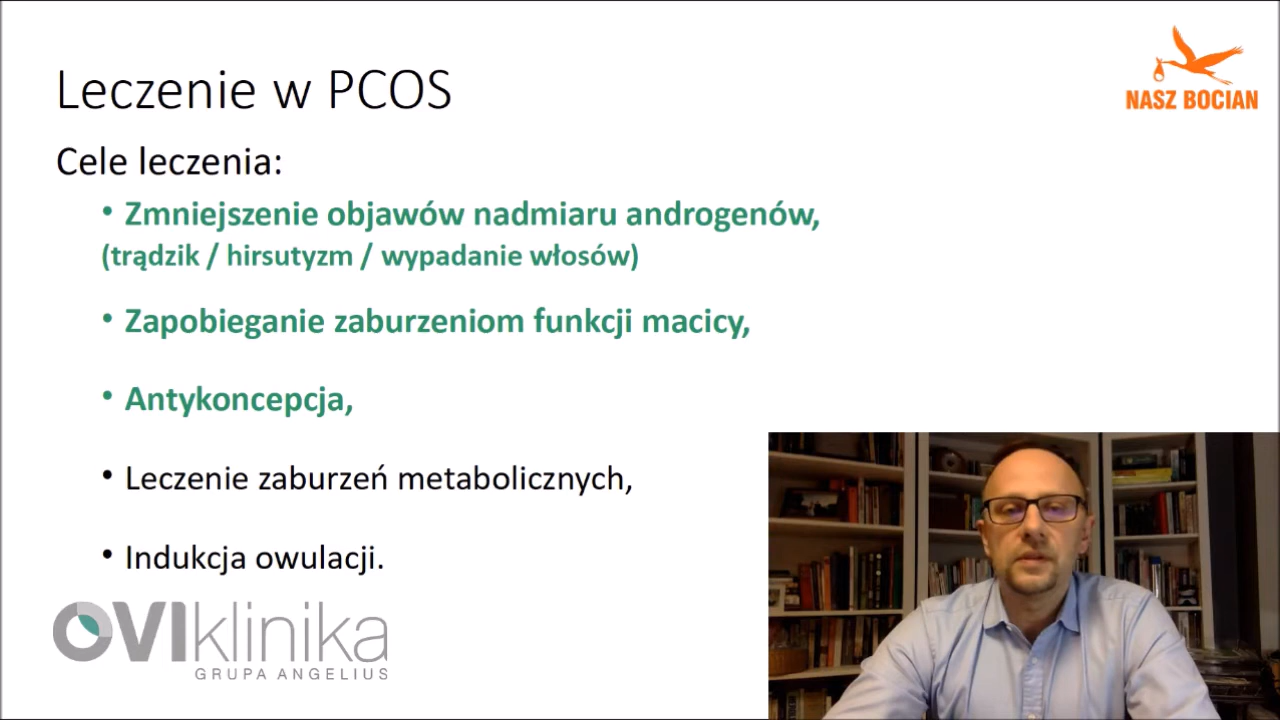 Leczenie w PCOS
NASZ BOCIAN
Cele leczenia:
• Zmniejszenie objawów nadmiaru androgenów,
(trądzik / hirsutyzm / wypadanie włosów)
• Zapobieganie zaburzeniom funkcji macicy,
• Antykoncepcja,
• Leczenie zaburzeń metabolicznych,
• Indukcja owulacji.
OVIklinika
GRUPA ANGELIUS